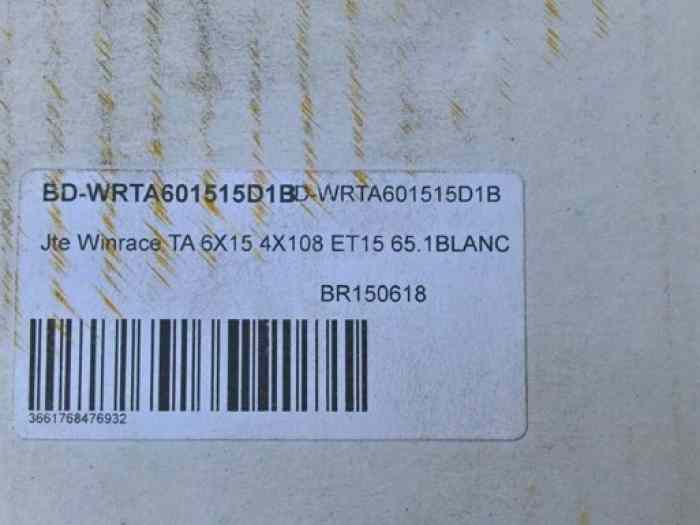 BD-WRTA601515D1BD-WRTA601515D1B
Jte Winrace TA 6X15 4X108 ET15 65.1BLANC
BR150618
3661768476932